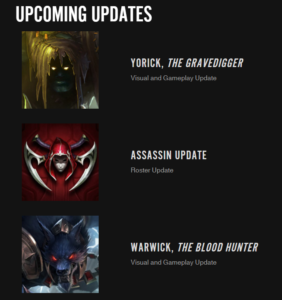 UPCOMING UPDATES
YORICK, THE GRAVEDIGGER
Visual and Gameplay Update
ASSASSIN UPDATE
Roster Update
WARWICK, THE BLOOD HUNTER
Visual and Gameplay Update